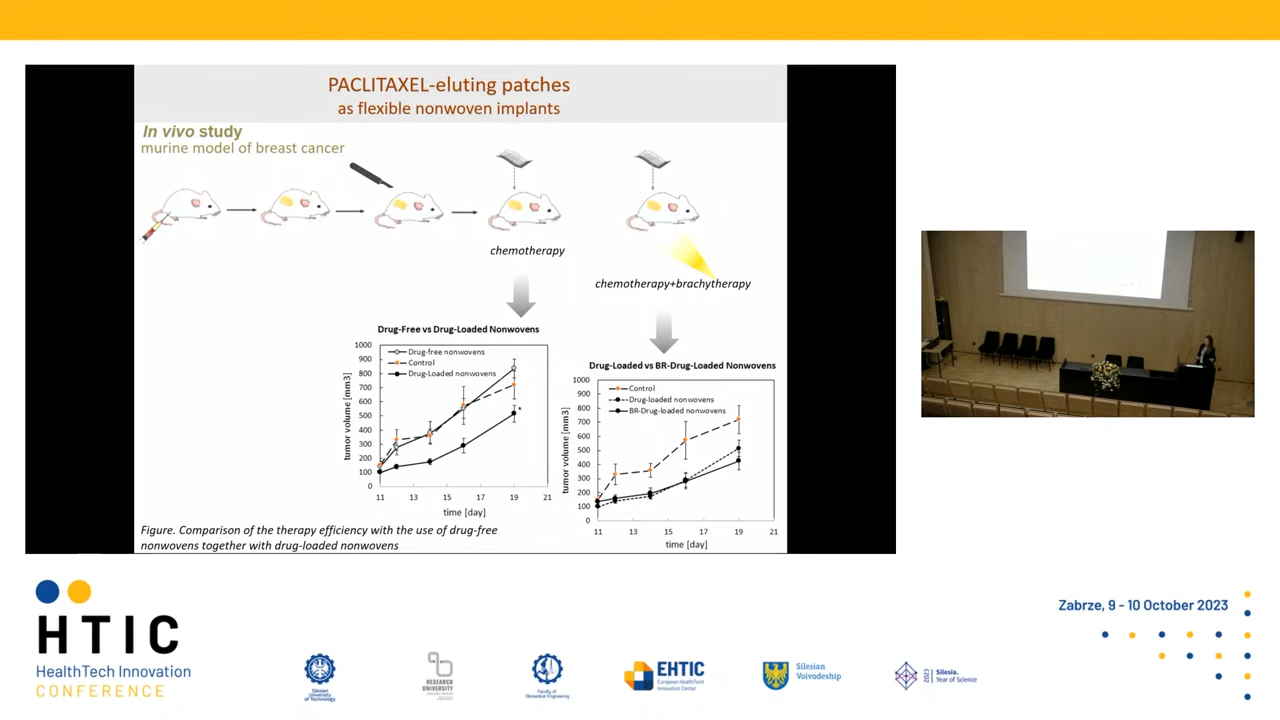 PACLITAXEL-eluting patches
as flexible nonwoven implants
In vivo study
murine model of breast cancer
chemotherapy
chemotherapy+brachytherapy
Drug-Free vs Drug-Loaded Nonwovens
1000
900
800
700
600
500
400
300
200
100
0
Drug-free nonwovens
Control
Drug-Loaded nonwovens
*
tumor volume [mm3]
11 13 15 17 19 21
time [day]
Drug-Loaded vs BR-Drug-Loaded Nonwovens
1000
900
800
700
600
500
400
300
200
100
0
Control
Drug-loaded nonwovens
BR-Drug-loaded nonwovens
tumor volume [mm3]
11 13 15 17 19 21
time [day]
Figure. Comparison of the therapy efficiency with the use of drug-free
nonwovens together with drug-loaded nonwovens
HTIC
HealthTech Innovation
CONFERENCE
Zabrze, 9 - 10 October 2023
Silesian
University
of Technology
RESEARCH
UNIVERSITY
Faculty of
Biomedical Engineering
EHTIC
European HealthTech
Innovation Center
Silesian
Voivodeship
2023
Silesia.
Year of Science